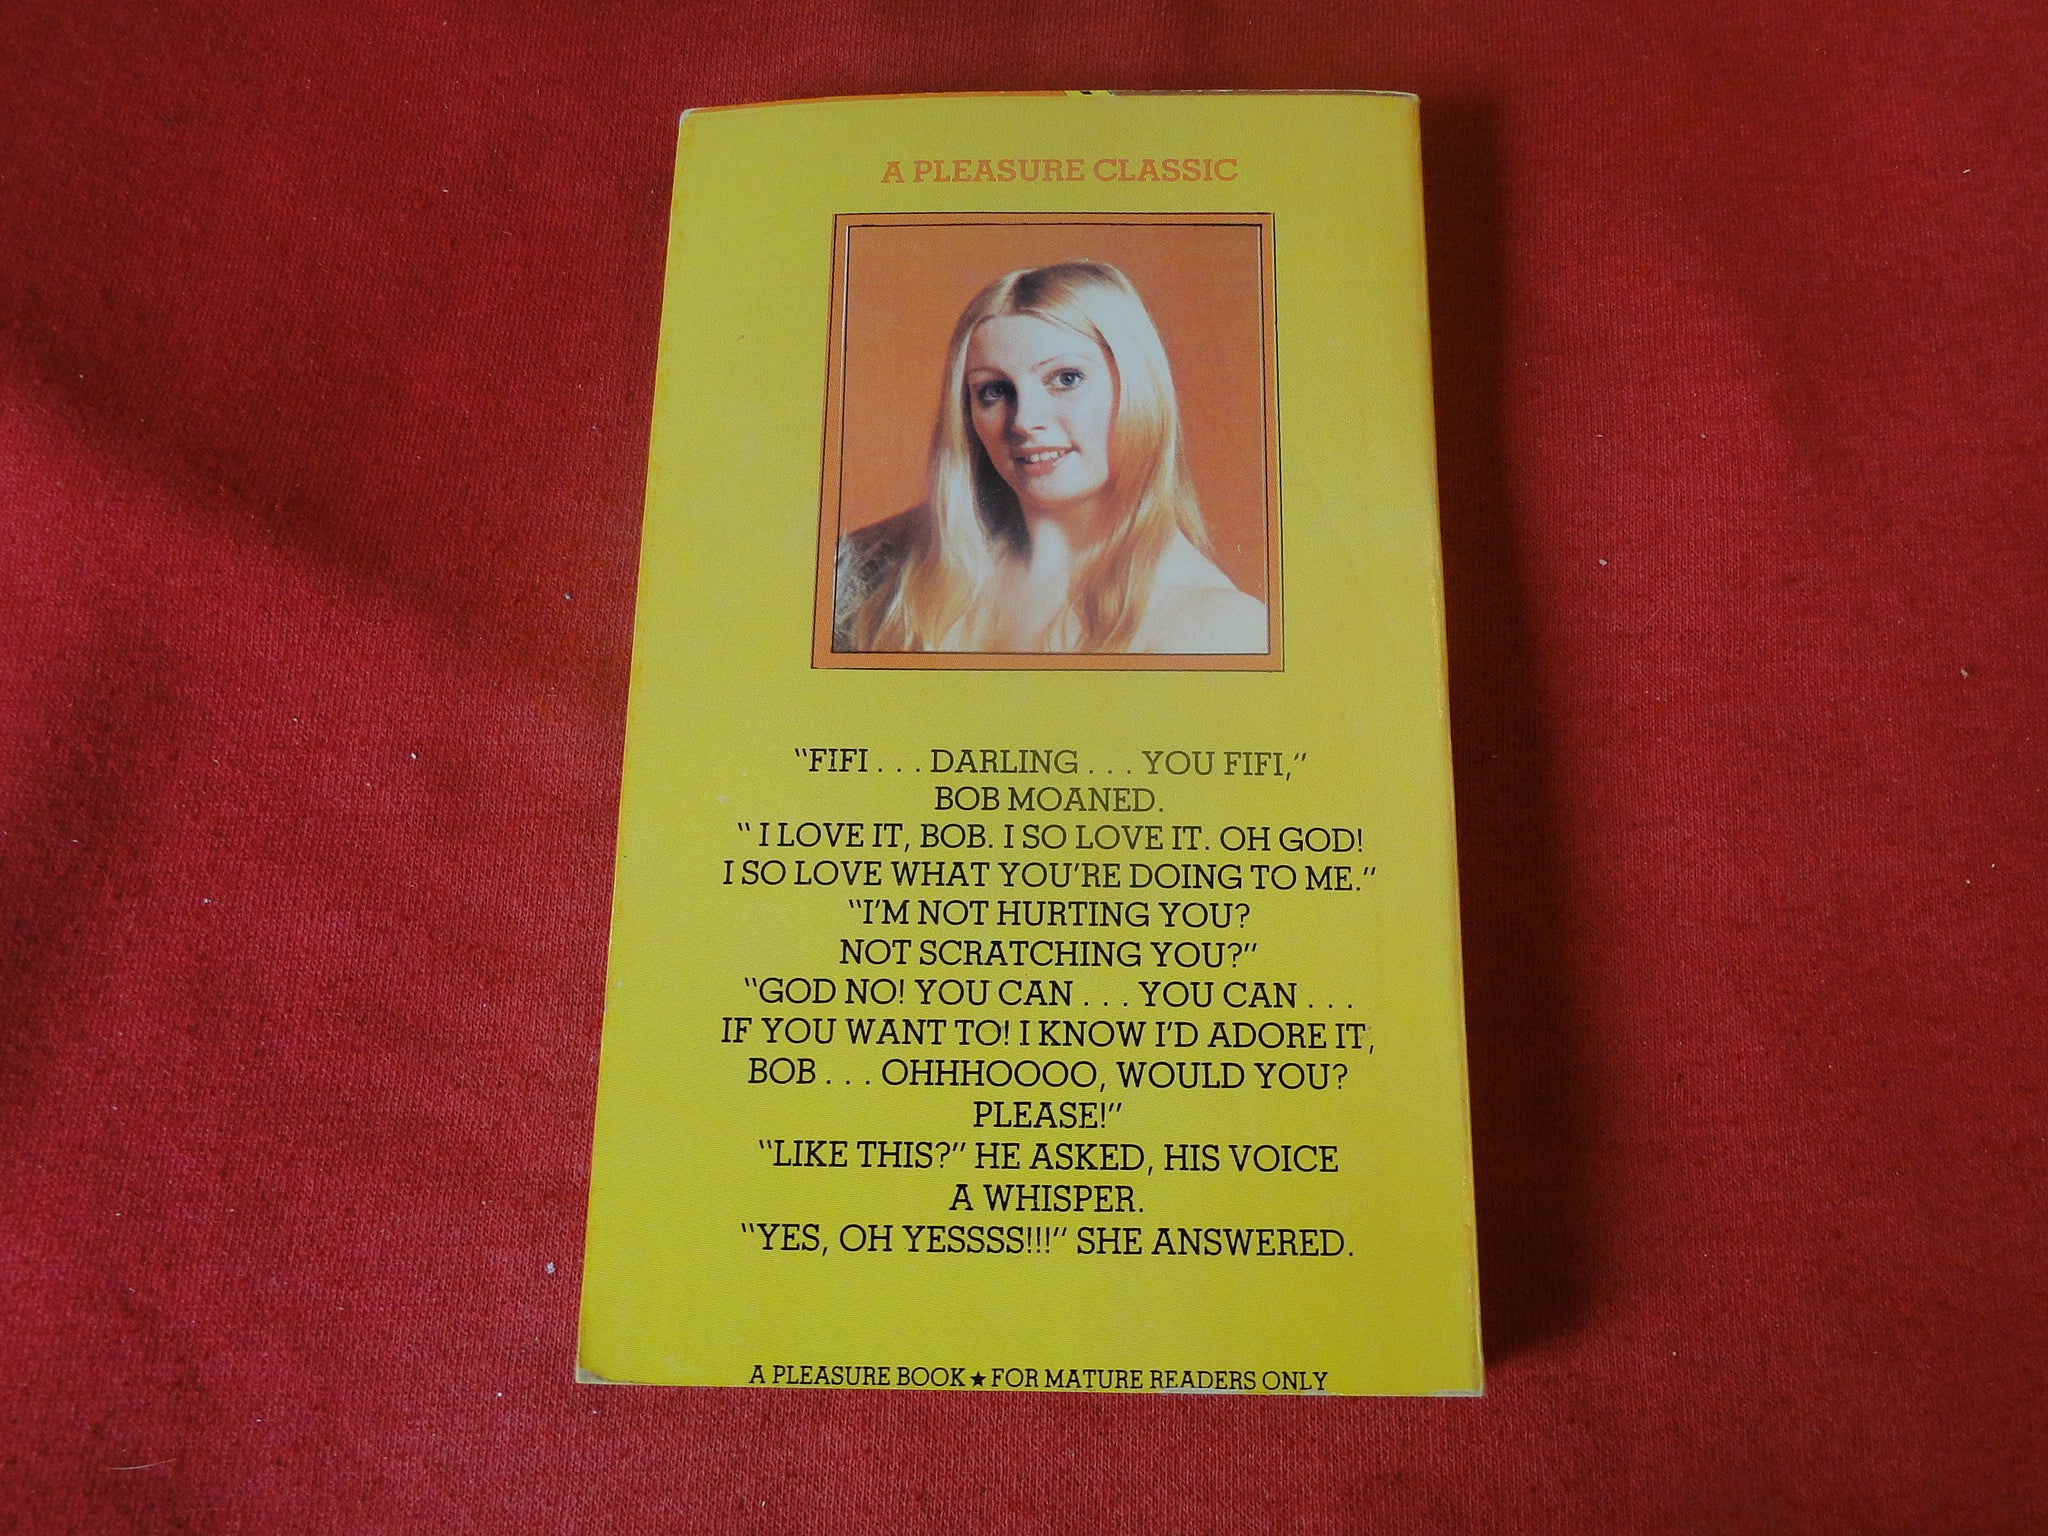 A PLEASURE CLASSIC
"FIFI . . . DARLING . . . YOU FIFI,"
BOB MOANED.
" I LOVE IT, BOB. I SO LOVE IT. OH GOD!
I SO LOVE WHAT YOU'RE DOING TO ME."
"I'M NOT HURTING YOU?
NOT SCRATCHING YOU?"
"GOD NO! YOU CAN . . . YOU CAN . . .
IF YOU WANT TO! I KNOW I'D ADORE IT,
BOB . . . OHHHOOOO, WOULD YOU?
PLEASE!"
"LIKE THIS?" HE ASKED, HIS VOICE
A WHISPER.
"YES, OH YESSSS!!!" SHE ANSWERED.
A PLEASURE BOOK ★ FOR MATURE READERS ONLY